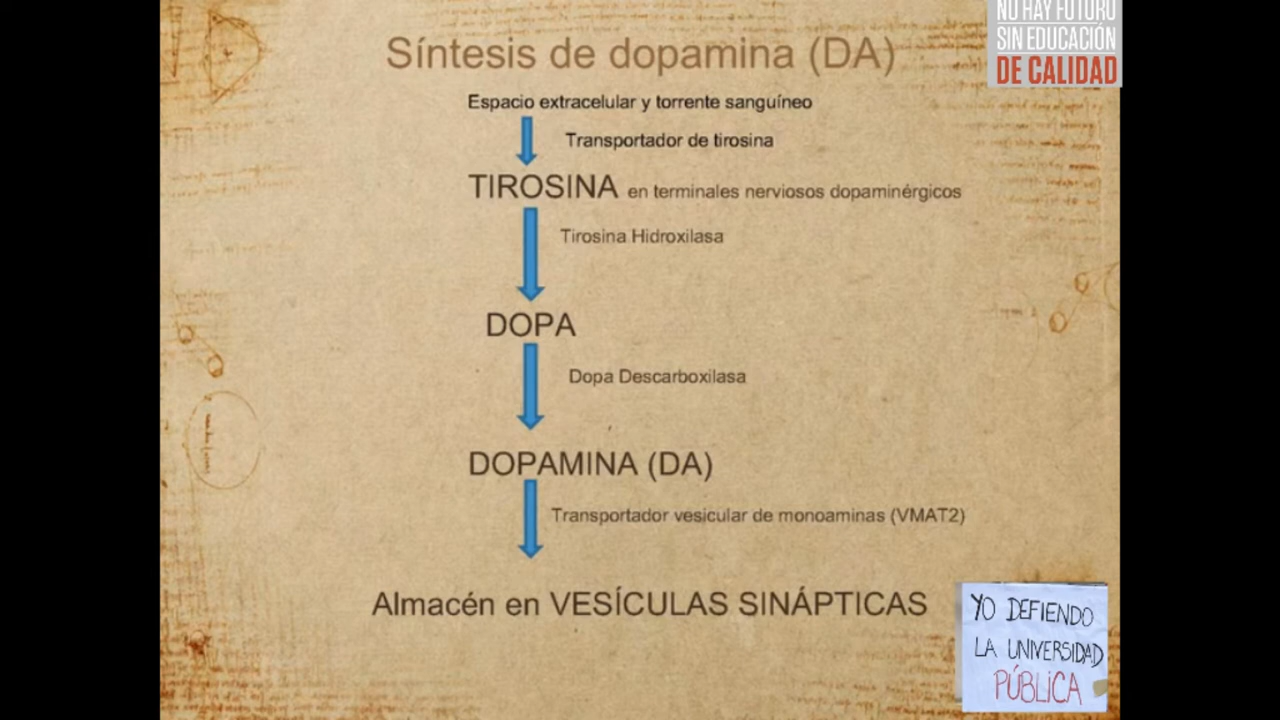 NO HAY FUTURO
SIN EDUCACIÓN
DE CALIDAD
Síntesis de dopamina (DA)
Espacio extracelular y torrente sanguíneo
Transportador de tirosina
TIROSINA en terminales nerviosos dopaminérgicos
Tirosina Hidroxilasa
DOPA
Dopa Descarboxilasa
DOPAMINA (DA)
Transportador vesicular de monoaminas (VMAT2)
Almacén en VESÍCULAS SINÁPTICAS
YO DEFIENDO
LA UNIVERSIDAD
PÚBLICA